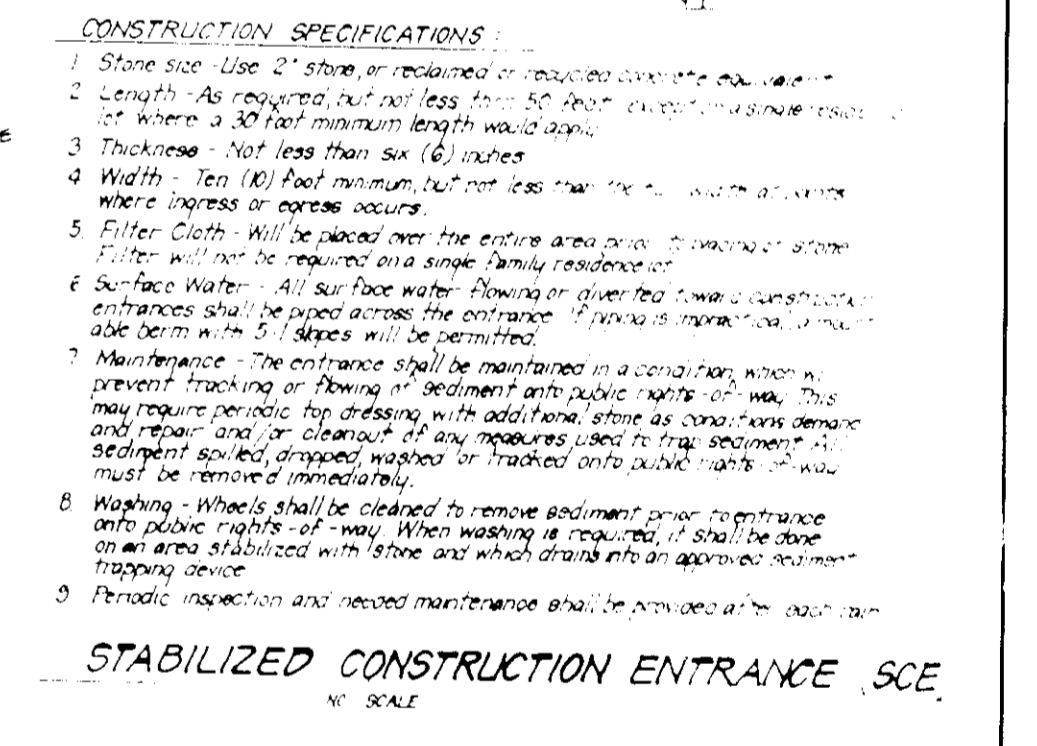 CONSTRUCTION SPECIFICATIONS :
1 Stone size - Use 2" stone, or reclaimed or recycled concrete equivalent
2 Length - As required, but not less than 50 feet except on a single
lot where a 30 foot minimum length would apply
3 Thickness - Not less than six (6) inches
4 Width - Ten (10) foot minimum, but not less than the width at points
where ingress or egress occurs.
5. Filter Cloth - Will be placed over the entire area prior to placing of stone
Filter will not be required on a single family residence lot
6 Surface Water - All surface water flowing or diverted toward construction
entrances shall be piped across the entrance If piping is impractical, a mount
able berm with 5:1 slopes will be permitted.
7 Maintenance - The entrance shall be maintained in a condition, which
prevent tracking or flowing of sediment onto public rights-of-way This
may require periodic top dressing with additional stone as conditions demand
and repair and/or cleanout of any measures used to trap sediment All
sediment spilled, dropped, washed or tracked onto public rights-of-way
must be removed immediately.
8. Washing - Wheels shall be cleaned to remove sediment prior to entrance
onto public rights-of-way. When washing is required, it shall be done
on an area stabilized with stone and which drains into an approved sediment
trapping device
9 Periodic inspection and needed maintenance shall be provided after each rain
STABILIZED CONSTRUCTION ENTRANCE SCE
NO SCALE